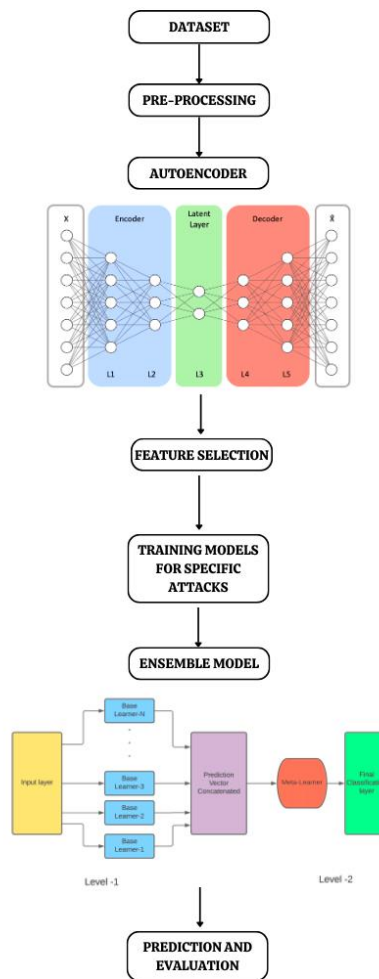 DATASET
PRE-PROCESSING
AUTOENCODER
X
Encoder
Latent
Layer
Decoder
X̂
L1
L2
L3
L4
L5
FEATURE SELECTION
TRAINING MODELS
FOR SPECIFIC
ATTACKS
ENSEMBLE MODEL
Input layer
Base
Learner-N
Base
Learner-3
Base
Learner-2
Base
Learner-1
Prediction
Vector
Concatenated
Meta-Learner
Final
Classificati
layer
Level -1
Level -2
PREDICTION AND
EVALUATION